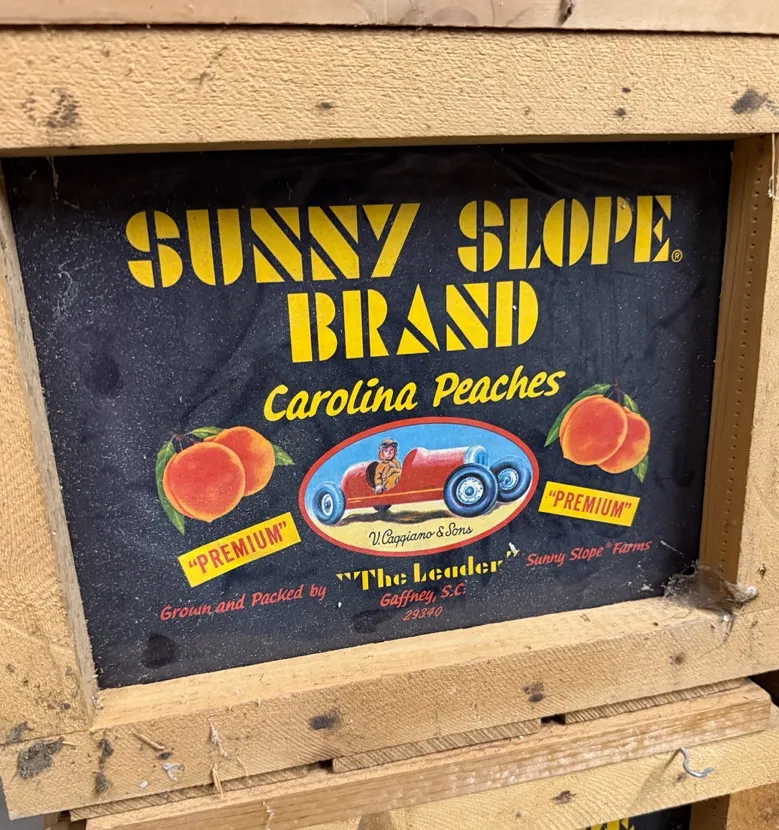 SUNNY SLOPE®
BRAND
Carolina Peaches
"PREMIUM"
"PREMIUM"
V. Caggiano & Sons
"The Leader"
Grown and Packed by
Sunny Slope® Farms
Gaffney, S.C.
29340